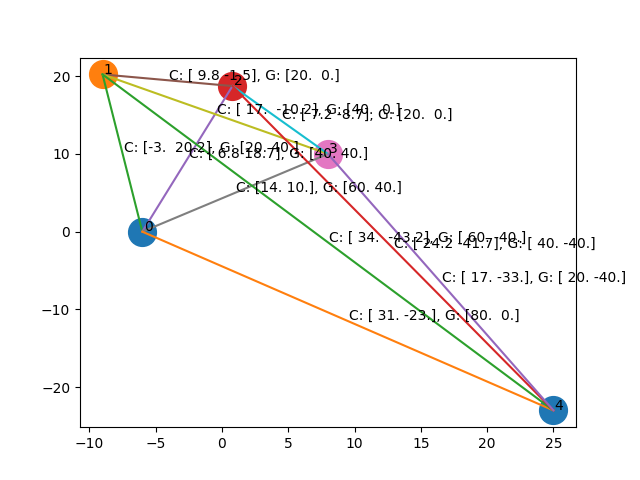 1
C: [ 9.8 -1.5], G: [20. 0.]
2
C: [ 17. -10.2], G: [40. 0.]
C: [ 7.2 -8.7], G: [20. 0.]
C: [-3. 20.2], G: [20. 40.]
C: [ 6.8 18.7], G: [40. 40.]
3
C: [14. 10.], G: [60. 40.]
0
C: [ 34. -43.2], G: [ 60. -40.]
C: [ 24.2 -41.7], G: [ 40. -40.]
C: [ 17. -33.], G: [ 20. -40.]
C: [ 31. -23.], G: [80. 0.]
4
20
10
0
−10
−20
−10 −5 0 5 10 15 20 25